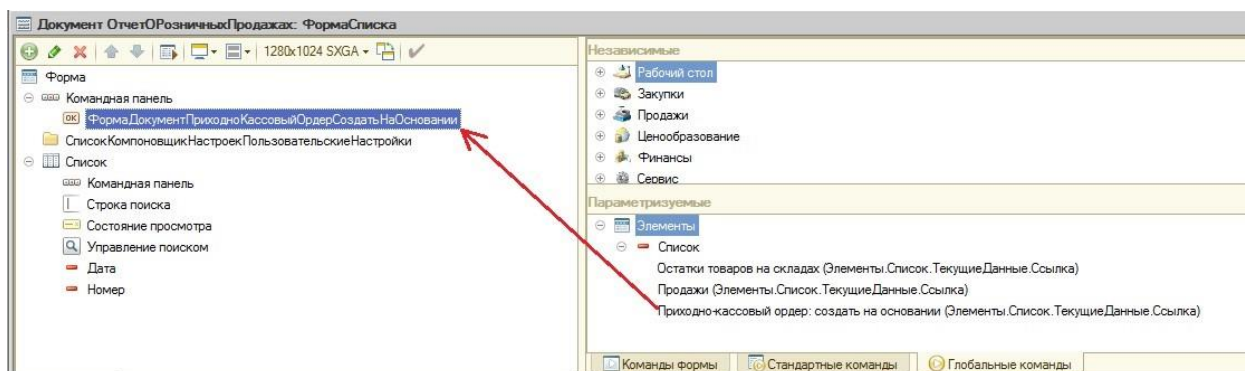 Документ ОтчетОРозничныхПродажах: ФормаСписка
1280x1024 SXGA
Форма
Командная панель
OK ФормаДокументПриходноКассовыйОрдерСоздатьНаОсновании
СписокКомпоновщикНастроекПользовательскиеНастройки
Список
Командная панель
Строка поиска
Состояние просмотра
Управление поиском
Дата
Номер
Независимые
Рабочий стол
Закупки
Продажи
Ценообразование
Финансы
Сервис
Параметризуемые
Элементы
Список
Остатки товаров на складах (Элементы.Список.ТекущиеДанные.Ссылка)
Продажи (Элементы.Список.ТекущиеДанные.Ссылка)
Приходно-кассовый ордер: создать на основании (Элементы.Список.ТекущиеДанные.Ссылка)
Команды формы Стандартные команды Глобальные команды